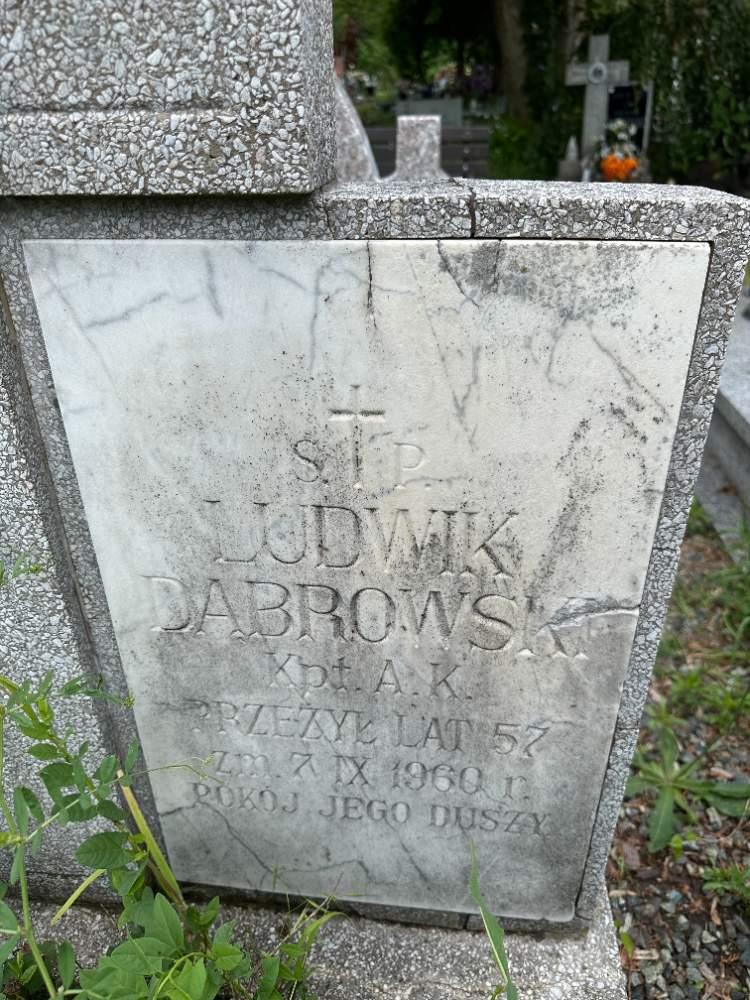 Ś. † P.
LUDWIK
DĄBROWSKI
Kpt. A. K.
PRZEŻYŁ LAT 57
zm. 7 IX 1960 r.
POKÓJ JEGO DUSZY